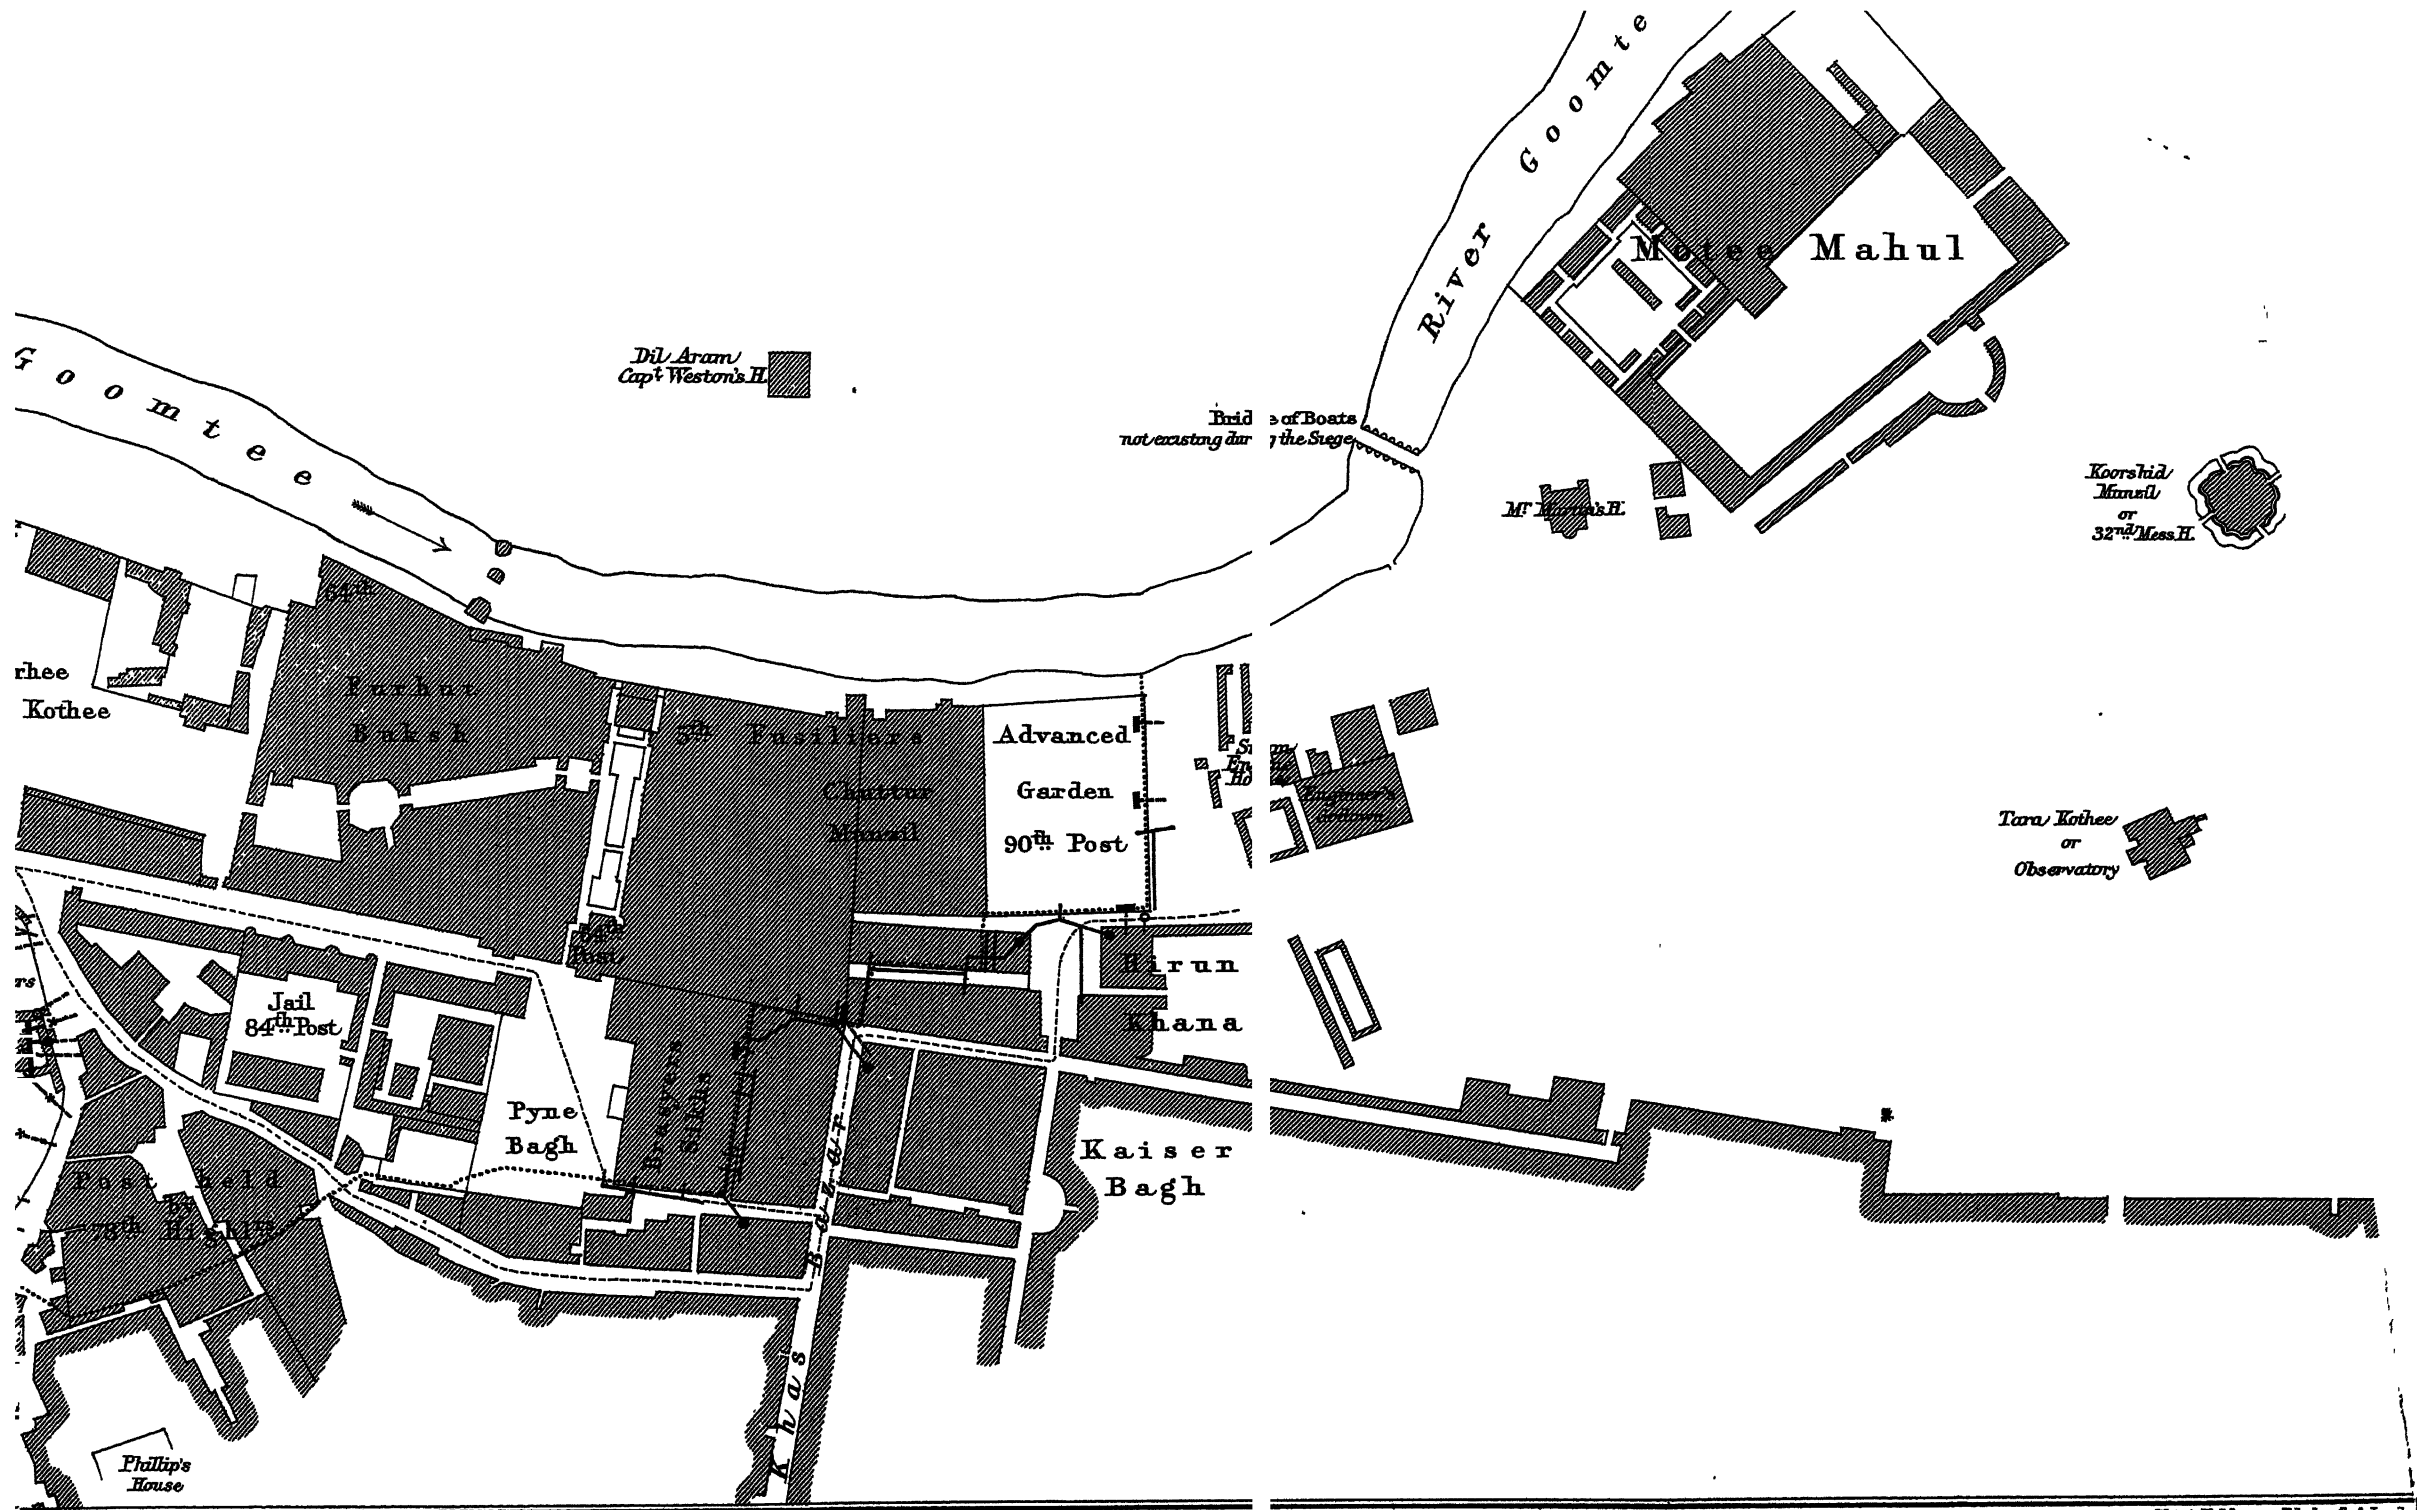 River Goomte
Motee Mahul
Goomtee
Dil Aram
Capt. Weston's H.
Bridge of Boats
not existing during the Siege
Koorshid
Manzil
or
32nd Mess H.
Mr. Martin's H.
64th
rhee
Kothee
Furhut
Buksh
5th Fusiliers
Chuttur
Munzil
Advanced
Garden
90th Post
Engineer's
Tara Kothee
or
Observatory
Post
Jail
84th Post
Hirun
Khana
Pyne
Bagh
Brasyers
Sikhs
Kaiser
Bagh
Post held
by
78th Highlrs.
Khas Bazar
Phillip's
House